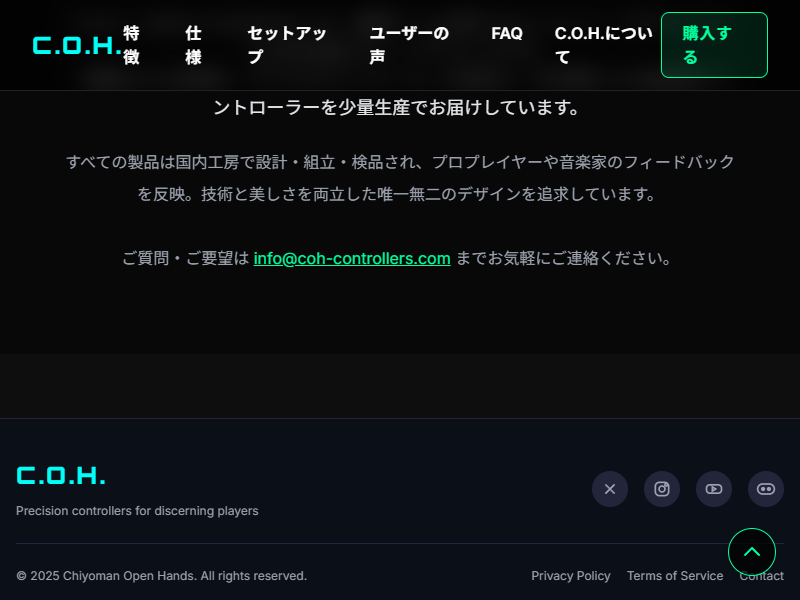 C.O.H.
特徴
仕様
セットアップ
ユーザーの声
FAQ
C.O.H.について
購入する
ントローラーを少量生産でお届けしています。
すべての製品は国内工房で設計・組立・検品され、プロプレイヤーや音楽家のフィードバック
を反映。技術と美しさを両立した唯一無二のデザインを追求しています。
ご質問・ご要望は info@coh-controllers.com までお気軽にご連絡ください。
C.O.H.
Precision controllers for discerning players
© 2025 Chiyoman Open Hands. All rights reserved.
Privacy Policy
Terms of Service
Contact